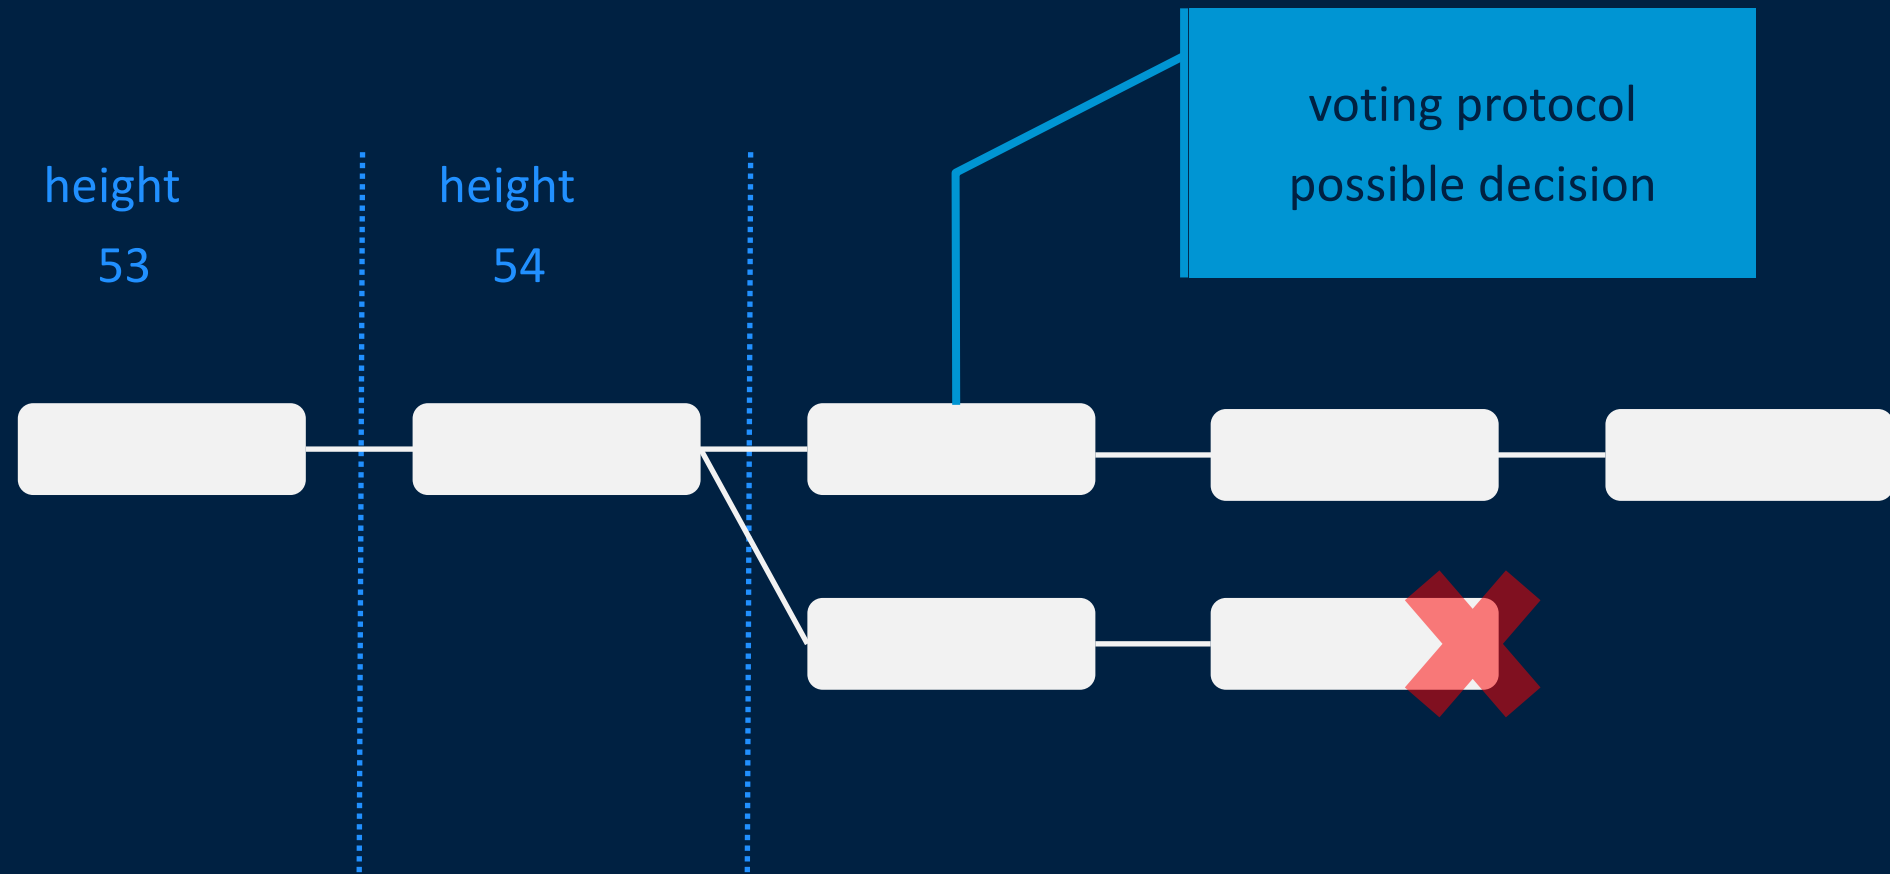 voting protocol
possible decision
height
53
height
54